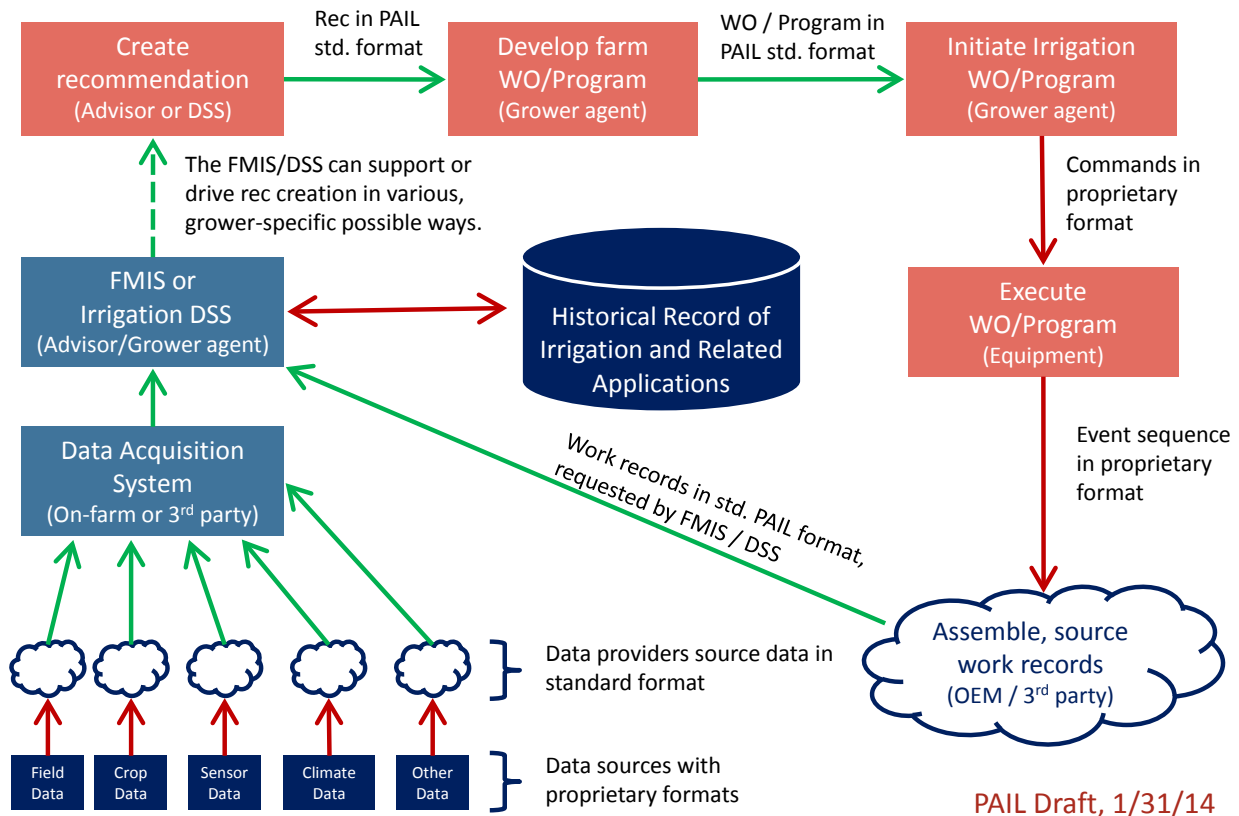 Create
recommendation
(Advisor or DSS)
Rec in PAIL
std. format
Develop farm
WO/Program
(Grower agent)
WO / Program in
PAIL std. format
Initiate Irrigation
WO/Program
(Grower agent)
The FMIS/DSS can support or
drive rec creation in various,
grower-specific possible ways.
Commands in
proprietary
format
FMIS or
Irrigation DSS
(Advisor/Grower agent)
Historical Record of
Irrigation and Related
Applications
Execute
WO/Program
(Equipment)
Data Acquisition
System
(On-farm or 3rd party)
Work records in std. PAIL format,
requested by FMIS / DSS
Event sequence
in proprietary
format
Assemble, source
work records
(OEM / 3rd party)
Data providers source data in
standard format
Field
Data
Crop
Data
Sensor
Data
Climate
Data
Other
Data
Data sources with
proprietary formats
PAIL Draft, 1/31/14